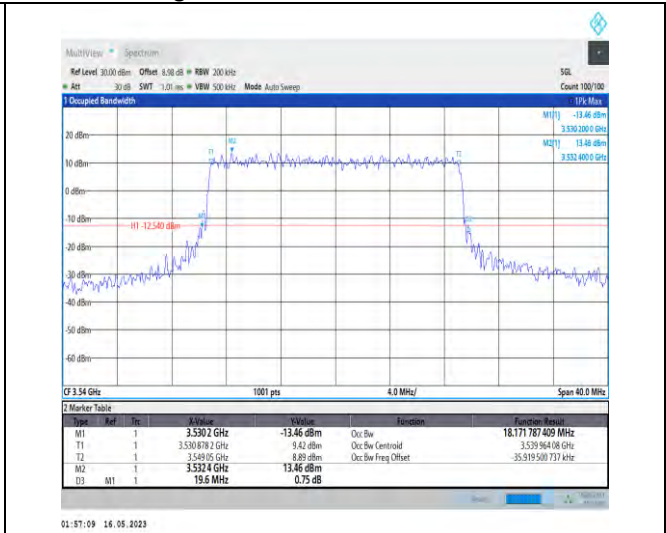 MultiView Spectrum
Ref Level 30.00 dBm Offset 8.98 dB RBW 200 kHz SGL
Att 30 dB SWT 1.01 ms VBW 500 kHz Mode Auto Sweep Count 100/100
1 Occupied Bandwidth 1Pk Max
M1[1] -13.46 dBm
3.530 200 0 GHz
M2[1] 13.46 dBm
3.532 400 0 GHz
20 dBm
M2
T1 T2
10 dBm
0 dBm
-10 dBm
H1 -12.540 dBm
-20 dBm
-30 dBm
-40 dBm
-50 dBm
-60 dBm
CF 3.54 GHz 1001 pts 4.0 MHz/ Span 40.0 MHz
2 Marker Table
Type Ref Trc X-Value Y-Value Function Function Result
M1 1 3.530 2 GHz -13.46 dBm Occ Bw 18.171 787 409 MHz
T1 1 3.530 878 2 GHz 9.42 dBm Occ Bw Centroid 3.539 964 08 GHz
T2 1 3.549 05 GHz 8.89 dBm Occ Bw Freq Offset -35.919 500 737 kHz
M2 1 3.532 4 GHz 13.46 dBm
D3 M1 1 19.6 MHz 0.75 dB
01:57:09 16.05.2023